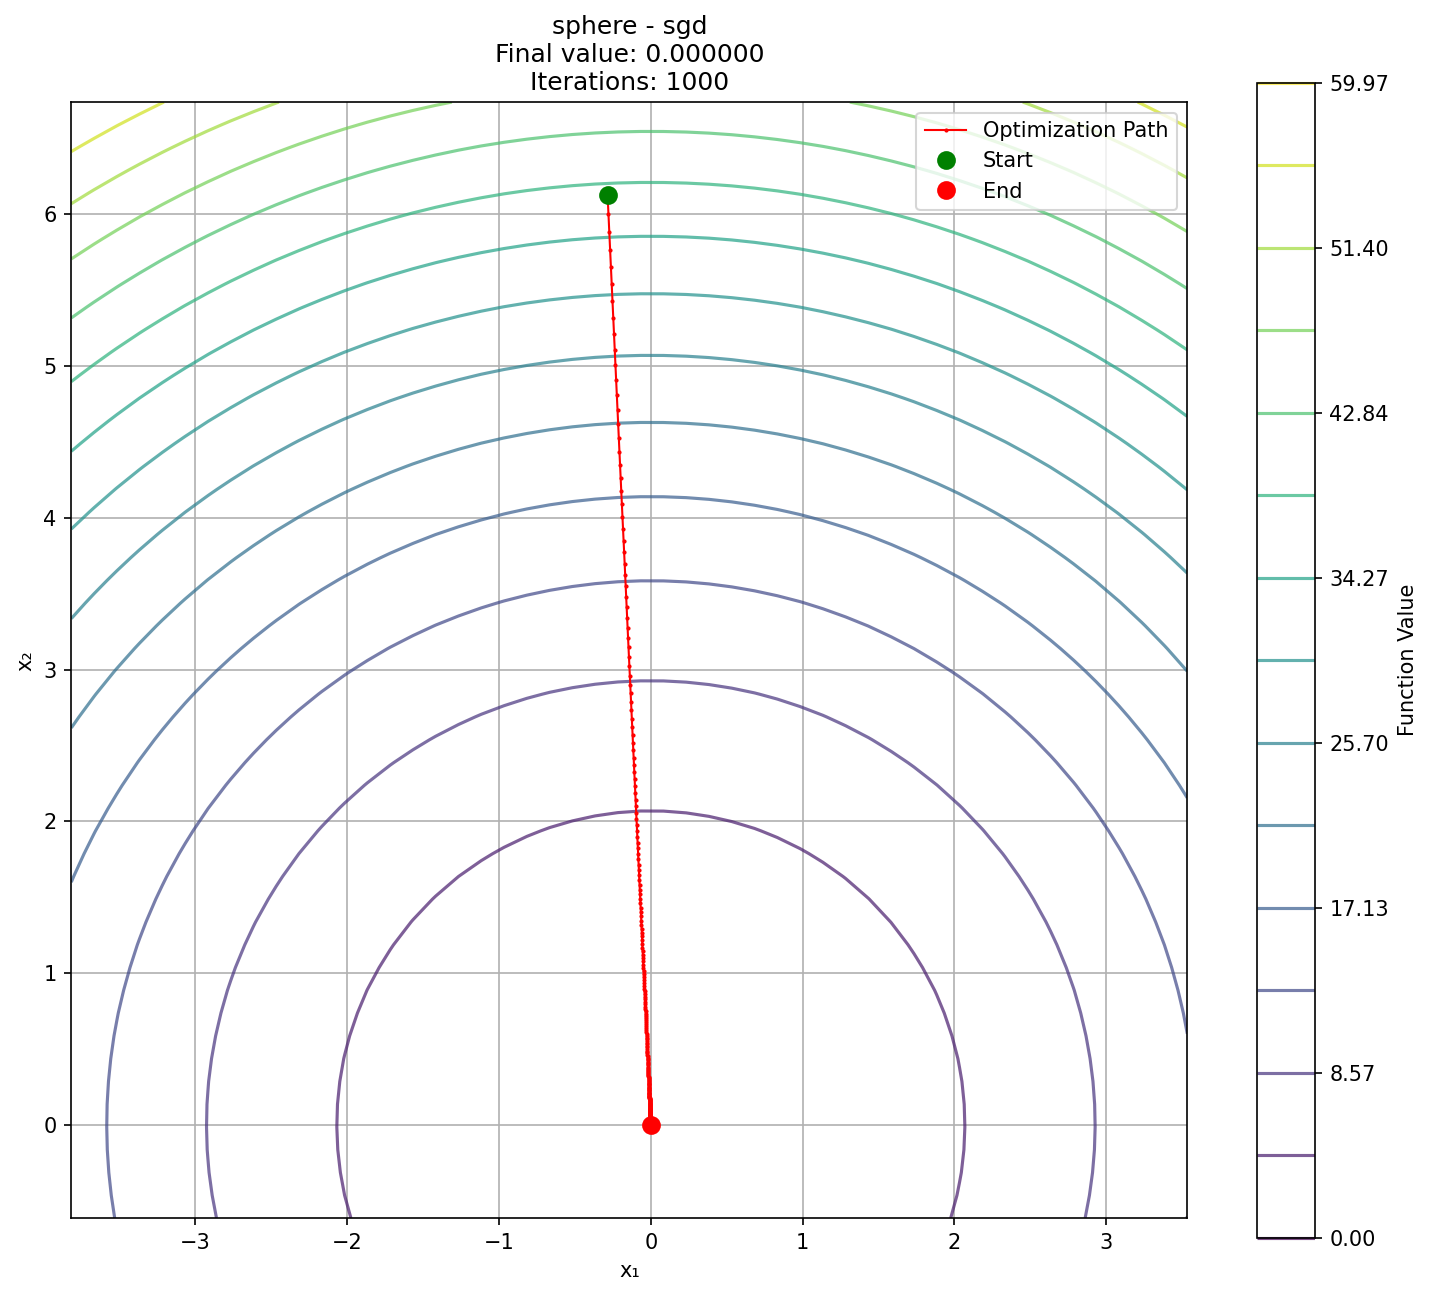 sphere - sgd
Final value: 0.000000
Iterations: 1000
Optimization Path
Start
End
6
5
4
3
2
1
0
x₂
−3
−2
−1
0
1
2
3
x₁
59.97
51.40
42.84
34.27
25.70
17.13
8.57
0.00
Function Value